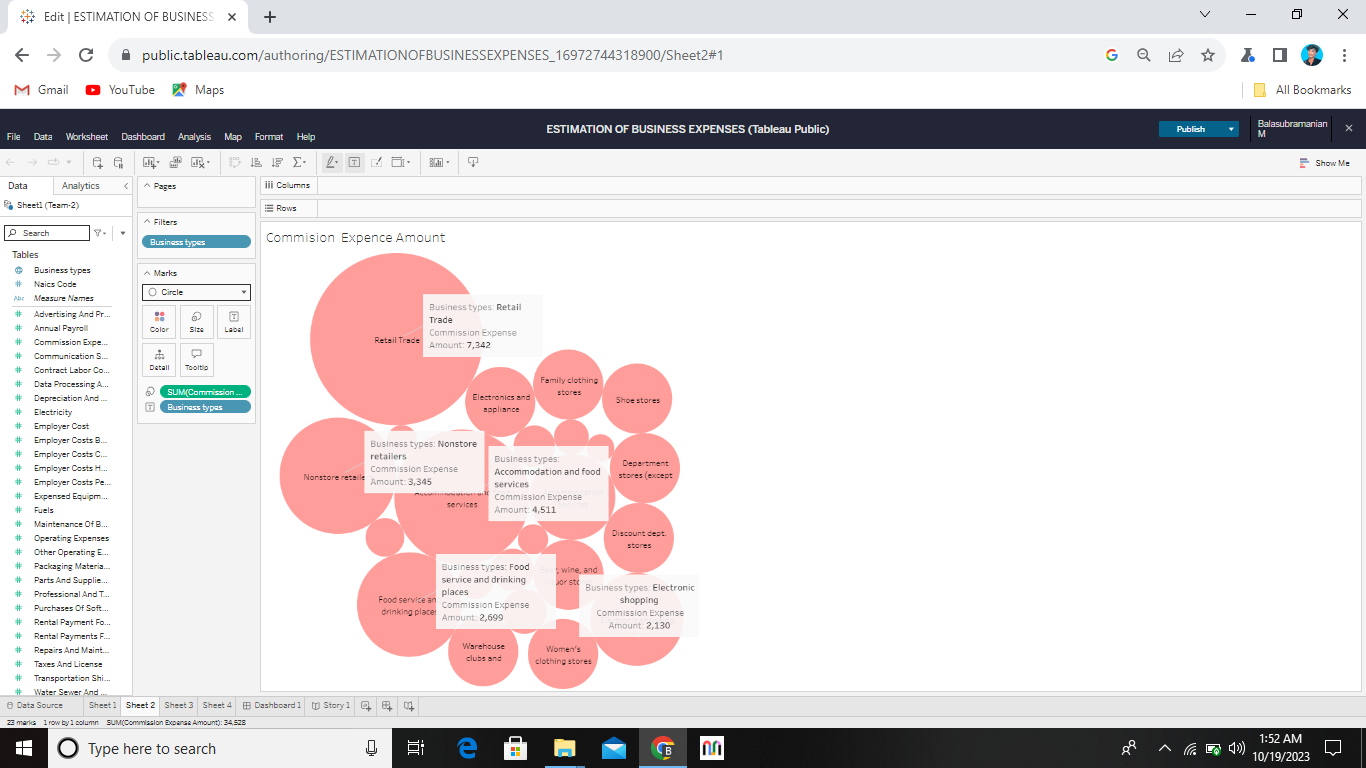 Edit | ESTIMATION OF BUSINESS
public.tableau.com/authoring/ESTIMATIONOFBUSINESSEXPENSES_16972744318900/Sheet2#1
Gmail
YouTube
Maps
All Bookmarks
ESTIMATION OF BUSINESS EXPENSES (Tableau Public)
File
Data
Worksheet
Dashboard
Analysis
Map
Format
Help
Publish
Balasubramanian
M
Show Me
Data
Analytics
Sheet1 (Team-2)
Search
Tables
Business types
Naics Code
Abc
Measure Names
Advertising And Pr...
Annual Payroll
Commission Expe...
Communication S...
Contract Labor Co...
Data Processing A...
Depreciation And ...
Electricity
Employer Cost
Employer Costs B...
Employer Costs C...
Employer Costs H...
Employer Costs Pe...
Expensed Equipm...
Fuels
Maintenance Of B...
Operating Expenses
Other Operating E...
Packaging Materia...
Parts And Supplie...
Professional And T...
Purchases Of Soft...
Rental Payment Fo...
Rental Payments F...
Repairs And Maint...
Taxes And License
Transportation Shi...
Water Sewer And ...
Pages
Filters
Business types
Marks
Circle
Color
Size
Label
Detail
Tooltip
SUM(Commission ...
Business types
Columns
Rows
Commision Expence Amount
Retail Trade
Business types: Retail
Trade
Commission Expense
Amount: 7,342
Electronics and
appliance
Family clothing
stores
Shoe stores
Nonstore retaile
Business types: Nonstore
retailers
Commission Expense
Amount: 3,345
services
Business types:
Accommodation and food
services
Commission Expense
Amount: 4,511
Department
stores (except
Discount dept.
stores
Food service an
drinking places
Business types: Food
service and drinking
places
Commission Expense
Amount: 2,699
, wine, and
Business types: Electronic
shopping
Commission Expense
Amount: 2,130
Warehouse
clubs and
Women's
clothing stores
Data Source
Sheet 1
Sheet 2
Sheet 3
Sheet 4
Dashboard 1
Story 1
23 marks
1 row by 1 column
SUM(Commission Expense Amount): 34,528
Type here to search
1:52 AM
10/19/2023